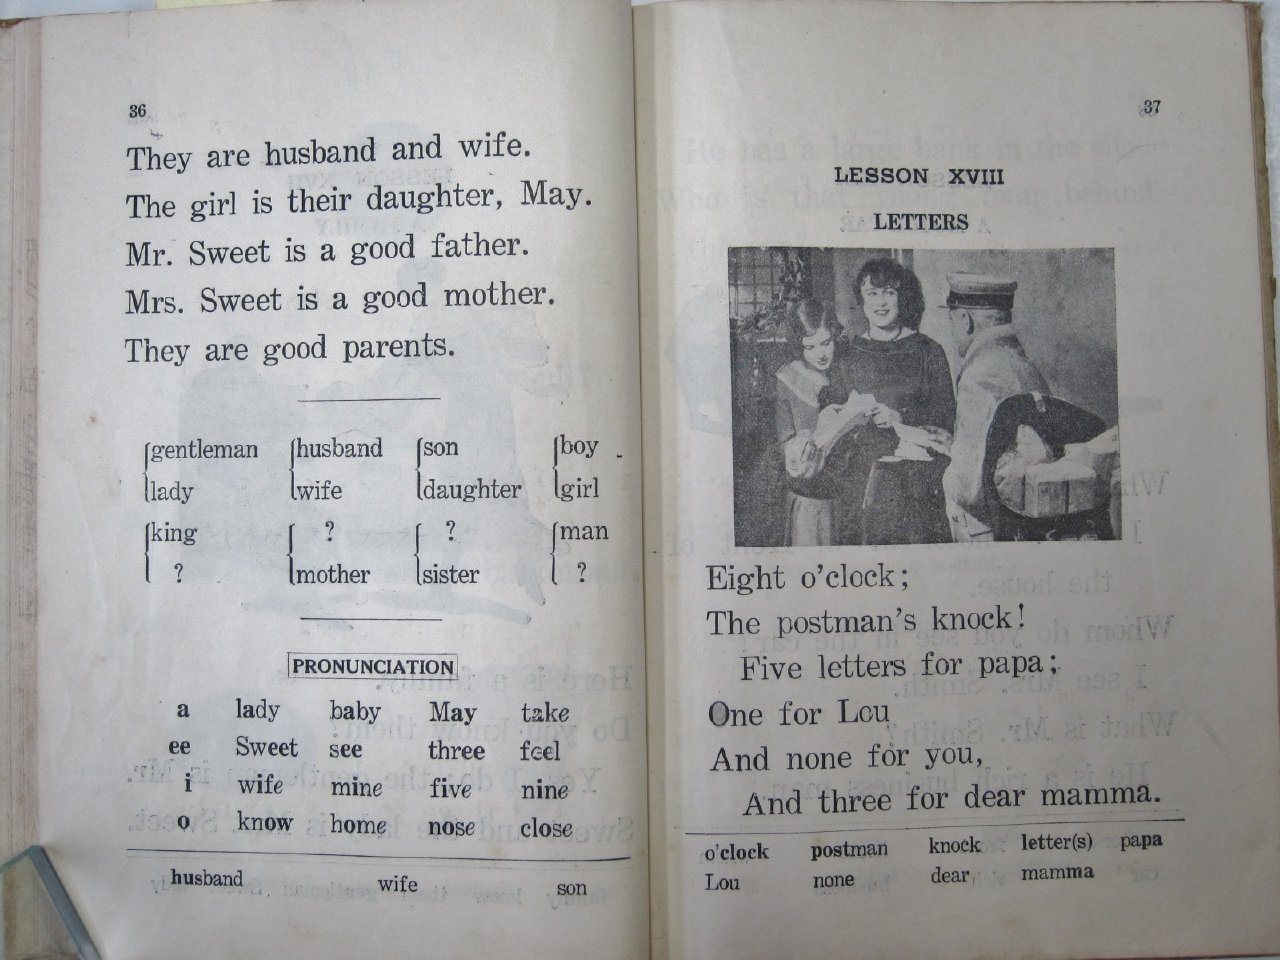 36
They are husband and wife.
The girl is their daughter, May.
Mr. Sweet is a good father.
Mrs. Sweet is a good mother.
They are good parents.
gentleman husband son boy
lady wife daughter girl
king ? ? man
? mother sister ?
PRONUNCIATION
a lady baby May take
ee Sweet see three feel
i wife mine five nine
o know home nose close
husband wife son
37
LESSON XVIII
LETTERS
Eight o'clock;
The postman's knock!
Five letters for papa;
One for Lou
And none for you,
And three for dear mamma.
o'clock postman knock letter(s) papa
Lou none dear mamma